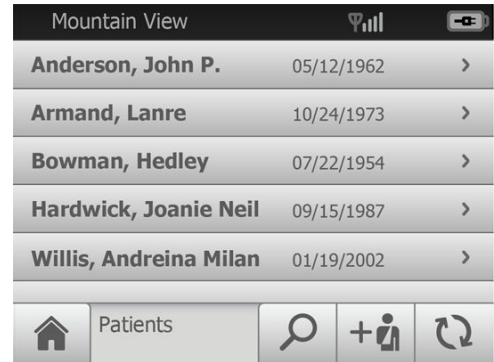 Mountain View
Anderson, John P. 05/12/1962
Armand, Lanre 10/24/1973
Bowman, Hedley 07/22/1954
Hardwick, Joanie Neil 09/15/1987
Willis, Andreina Milan 01/19/2002
Patients